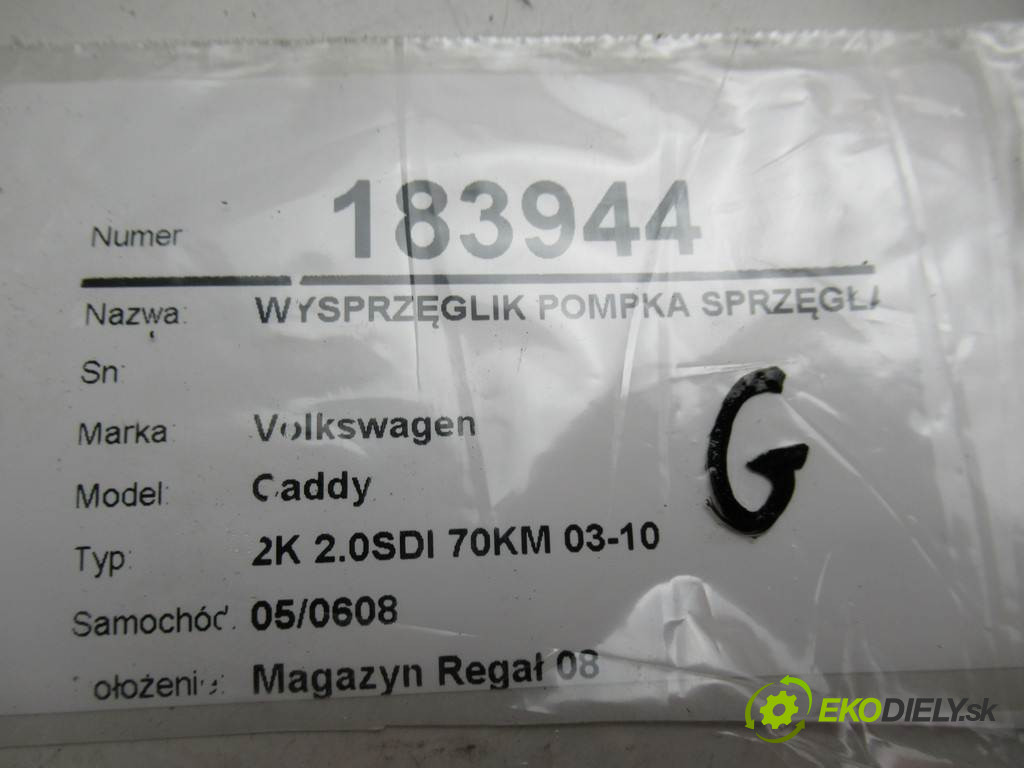 Numer 183944
Nazwa: WYSPRZĘGLIK POMPKA SPRZĘGŁA
Sn:
Marka: Volkswagen
Model: Caddy
Typ: 2K 2.0SDI 70KM 03-10
Samochód: 05/0608
Położenie: Magazyn Regał 08
G
EKODIELY.sk